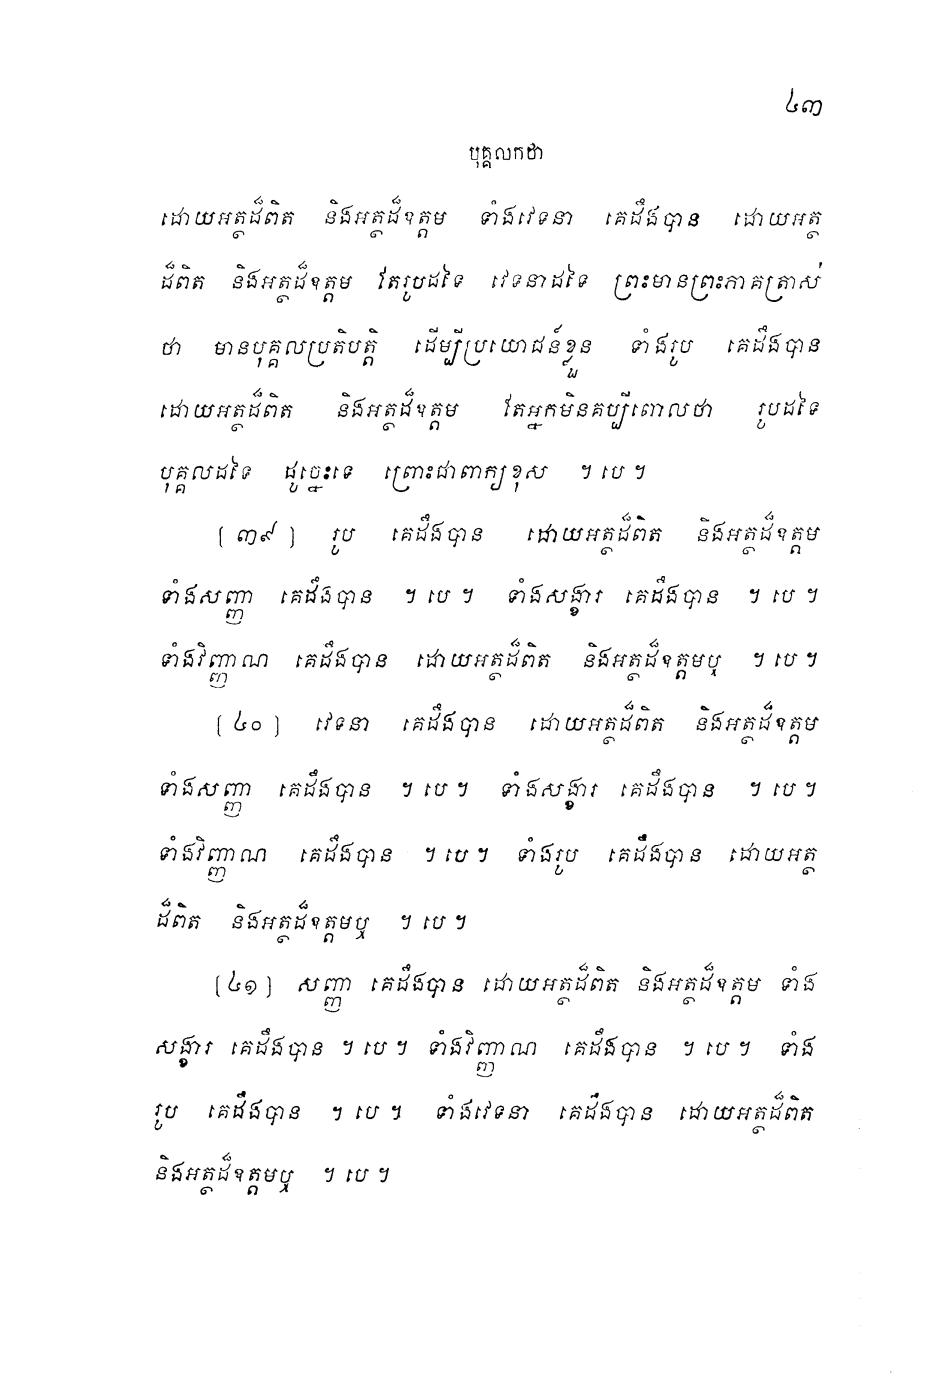 ៤៣
បុគ្គលកថា
ដោយអត្ថដ៏ពិត និងអត្ថដ៏ឧត្តម ទាំងវេទនា គេដឹងបាន ដោយអត្ថ
ដ៏ពិត និងអត្ថដ៏ឧត្តម តែរូបដទៃ វេទនាដទៃ ព្រះមានព្រះភាគត្រាស់
ថា មានបុគ្គលប្រតិបត្តិ ដើម្បីប្រយោជន៍ខ្លួន ទាំងរូប គេដឹងបាន
ដោយអត្ថដ៏ពិត និងអត្ថដ៏ឧត្តម តែអ្នកមិនគប្បីពោលថា រូបដទៃ
បុគ្គលដទៃ ដូច្នេះទេ ព្រោះជាពាក្យខុស ។ បេ ។
(៣៩) រូប គេដឹងបាន ដោយអត្ថដ៏ពិត និងអត្ថដ៏ឧត្តម
ទាំងសញ្ញា គេដឹងបាន ។ បេ ។ ទាំងសង្ខារ គេដឹងបាន ។ បេ ។
ទាំងវិញ្ញាណ គេដឹងបាន ដោយអត្ថដ៏ពិត និងអត្ថដ៏ឧត្តមឬ ។ បេ ។
(៤០) វេទនា គេដឹងបាន ដោយអត្ថដ៏ពិត និងអត្ថដ៏ឧត្តម
ទាំងសញ្ញា គេដឹងបាន ។ បេ ។ ទាំងសង្ខារ គេដឹងបាន ។ បេ ។
ទាំងវិញ្ញាណ គេដឹងបាន ។ បេ ។ ទាំងរូប គេដឹងបាន ដោយអត្ថ
ដ៏ពិត និងអត្ថដ៏ឧត្តមឬ ។ បេ ។
(៤១) សញ្ញា គេដឹងបាន ដោយអត្ថដ៏ពិត និងអត្ថដ៏ឧត្តម ទាំង
សង្ខារ គេដឹងបាន ។ បេ ។ ទាំងវិញ្ញាណ គេដឹងបាន ។ បេ ។ ទាំង
រូប គេដឹងបាន ។ បេ ។ ទាំងវេទនា គេដឹងបាន ដោយអត្ថដ៏ពិត
និងអត្ថដ៏ឧត្តមឬ ។ បេ ។